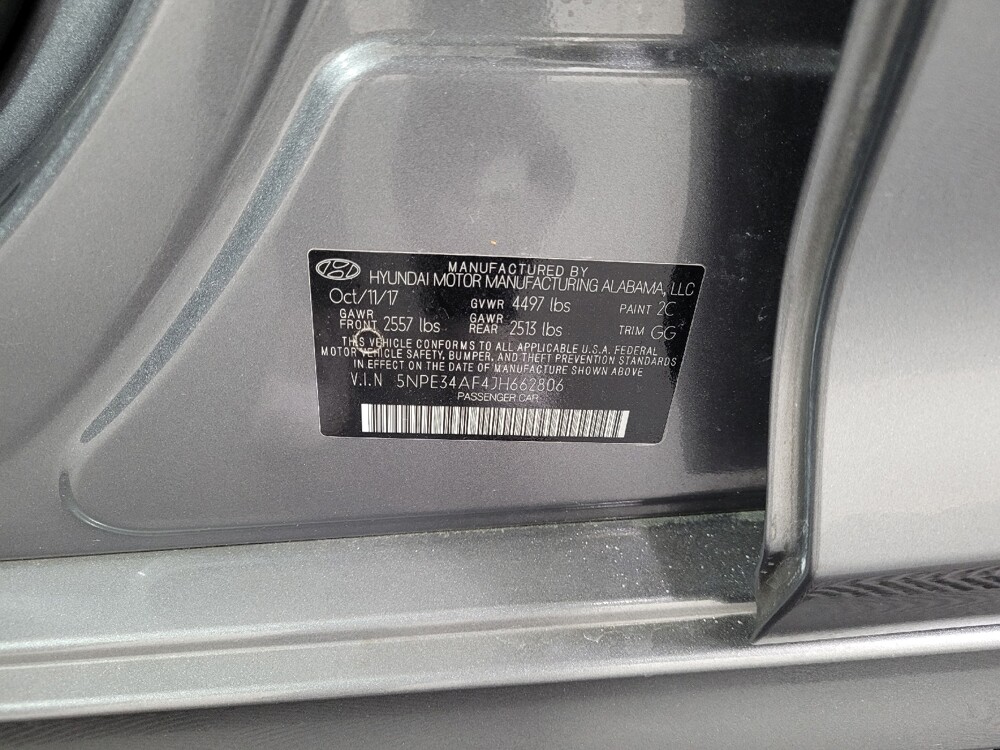 MANUFACTURED BY
HYUNDAI MOTOR MANUFACTURING ALABAMA, LLC
Oct/11/17 GVWR 4497 lbs PAINT 2C
GAWR FRONT 2557 lbs GAWR REAR 2513 lbs TRIM GG
THIS VEHICLE CONFORMS TO ALL APPLICABLE U.S.A. FEDERAL
MOTOR VEHICLE SAFETY, BUMPER, AND THEFT PREVENTION STANDARDS
IN EFFECT ON THE DATE OF MANUFACTURE SHOWN ABOVE
V.I.N 5NPE34AF4JH662806
PASSENGER CAR